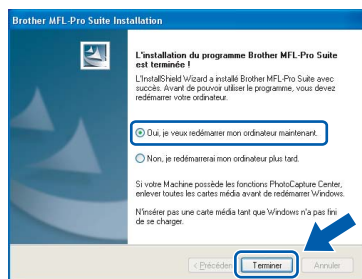 Brother MFL-Pro Suite Installation
L'installation du programme Brother MFL-Pro Suite
est terminée !
L'InstallShield Wizard a installé Brother MFL-Pro Suite avec
succès. Avant de pouvoir utiliser le programme, vous devez
redémarrer votre ordinateur.
Oui, je veux redémarrer mon ordinateur maintenant.
Non, je redémarrerai mon ordinateur plus tard.
Si votre Machine possède les fonctions PhotoCapture Center,
enlever toutes les cartes média avant de redémarrer Windows.
N'insérer pas une carte média tant que Windows n'a pas fini
de se charger.
< Précéden Terminer Annuler